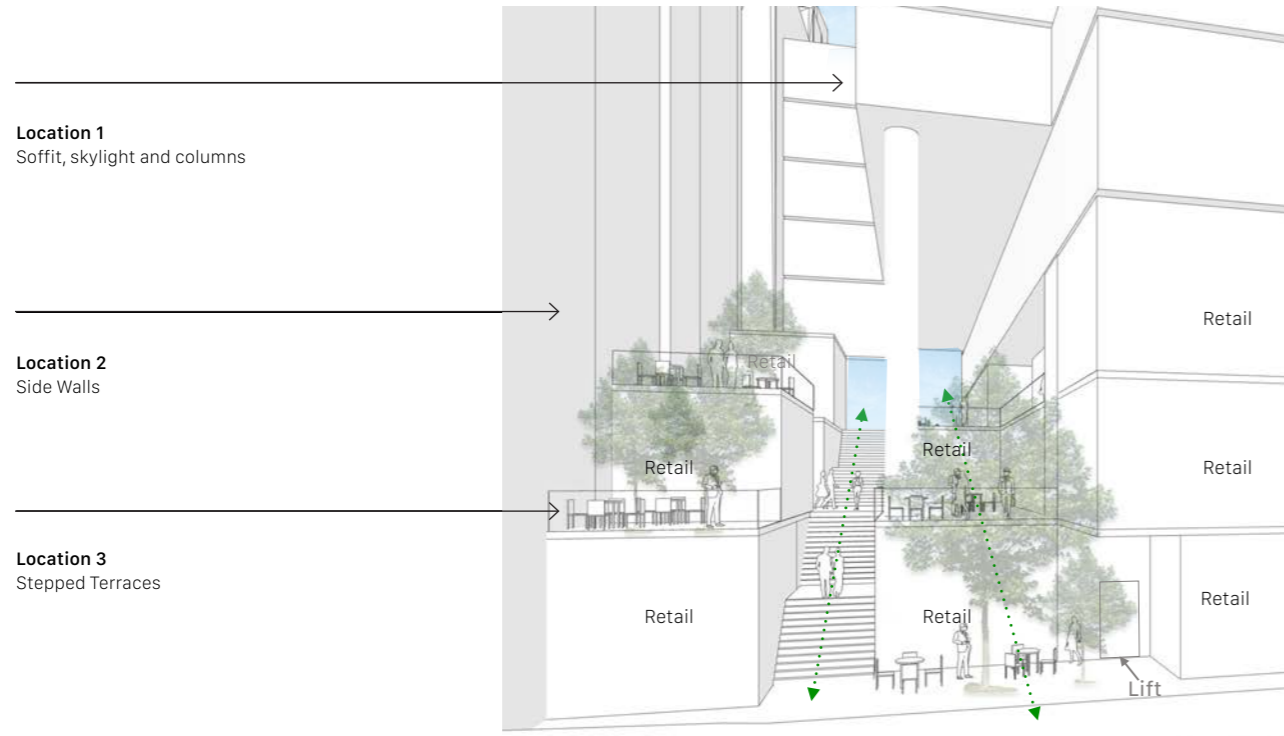 Location 1
Soffit, skylight and columns
Location 2
Side Walls
Location 3
Stepped Terraces
Retail
Retail
Retail
Retail
Retail
Retail
Retail
Retail
Lift